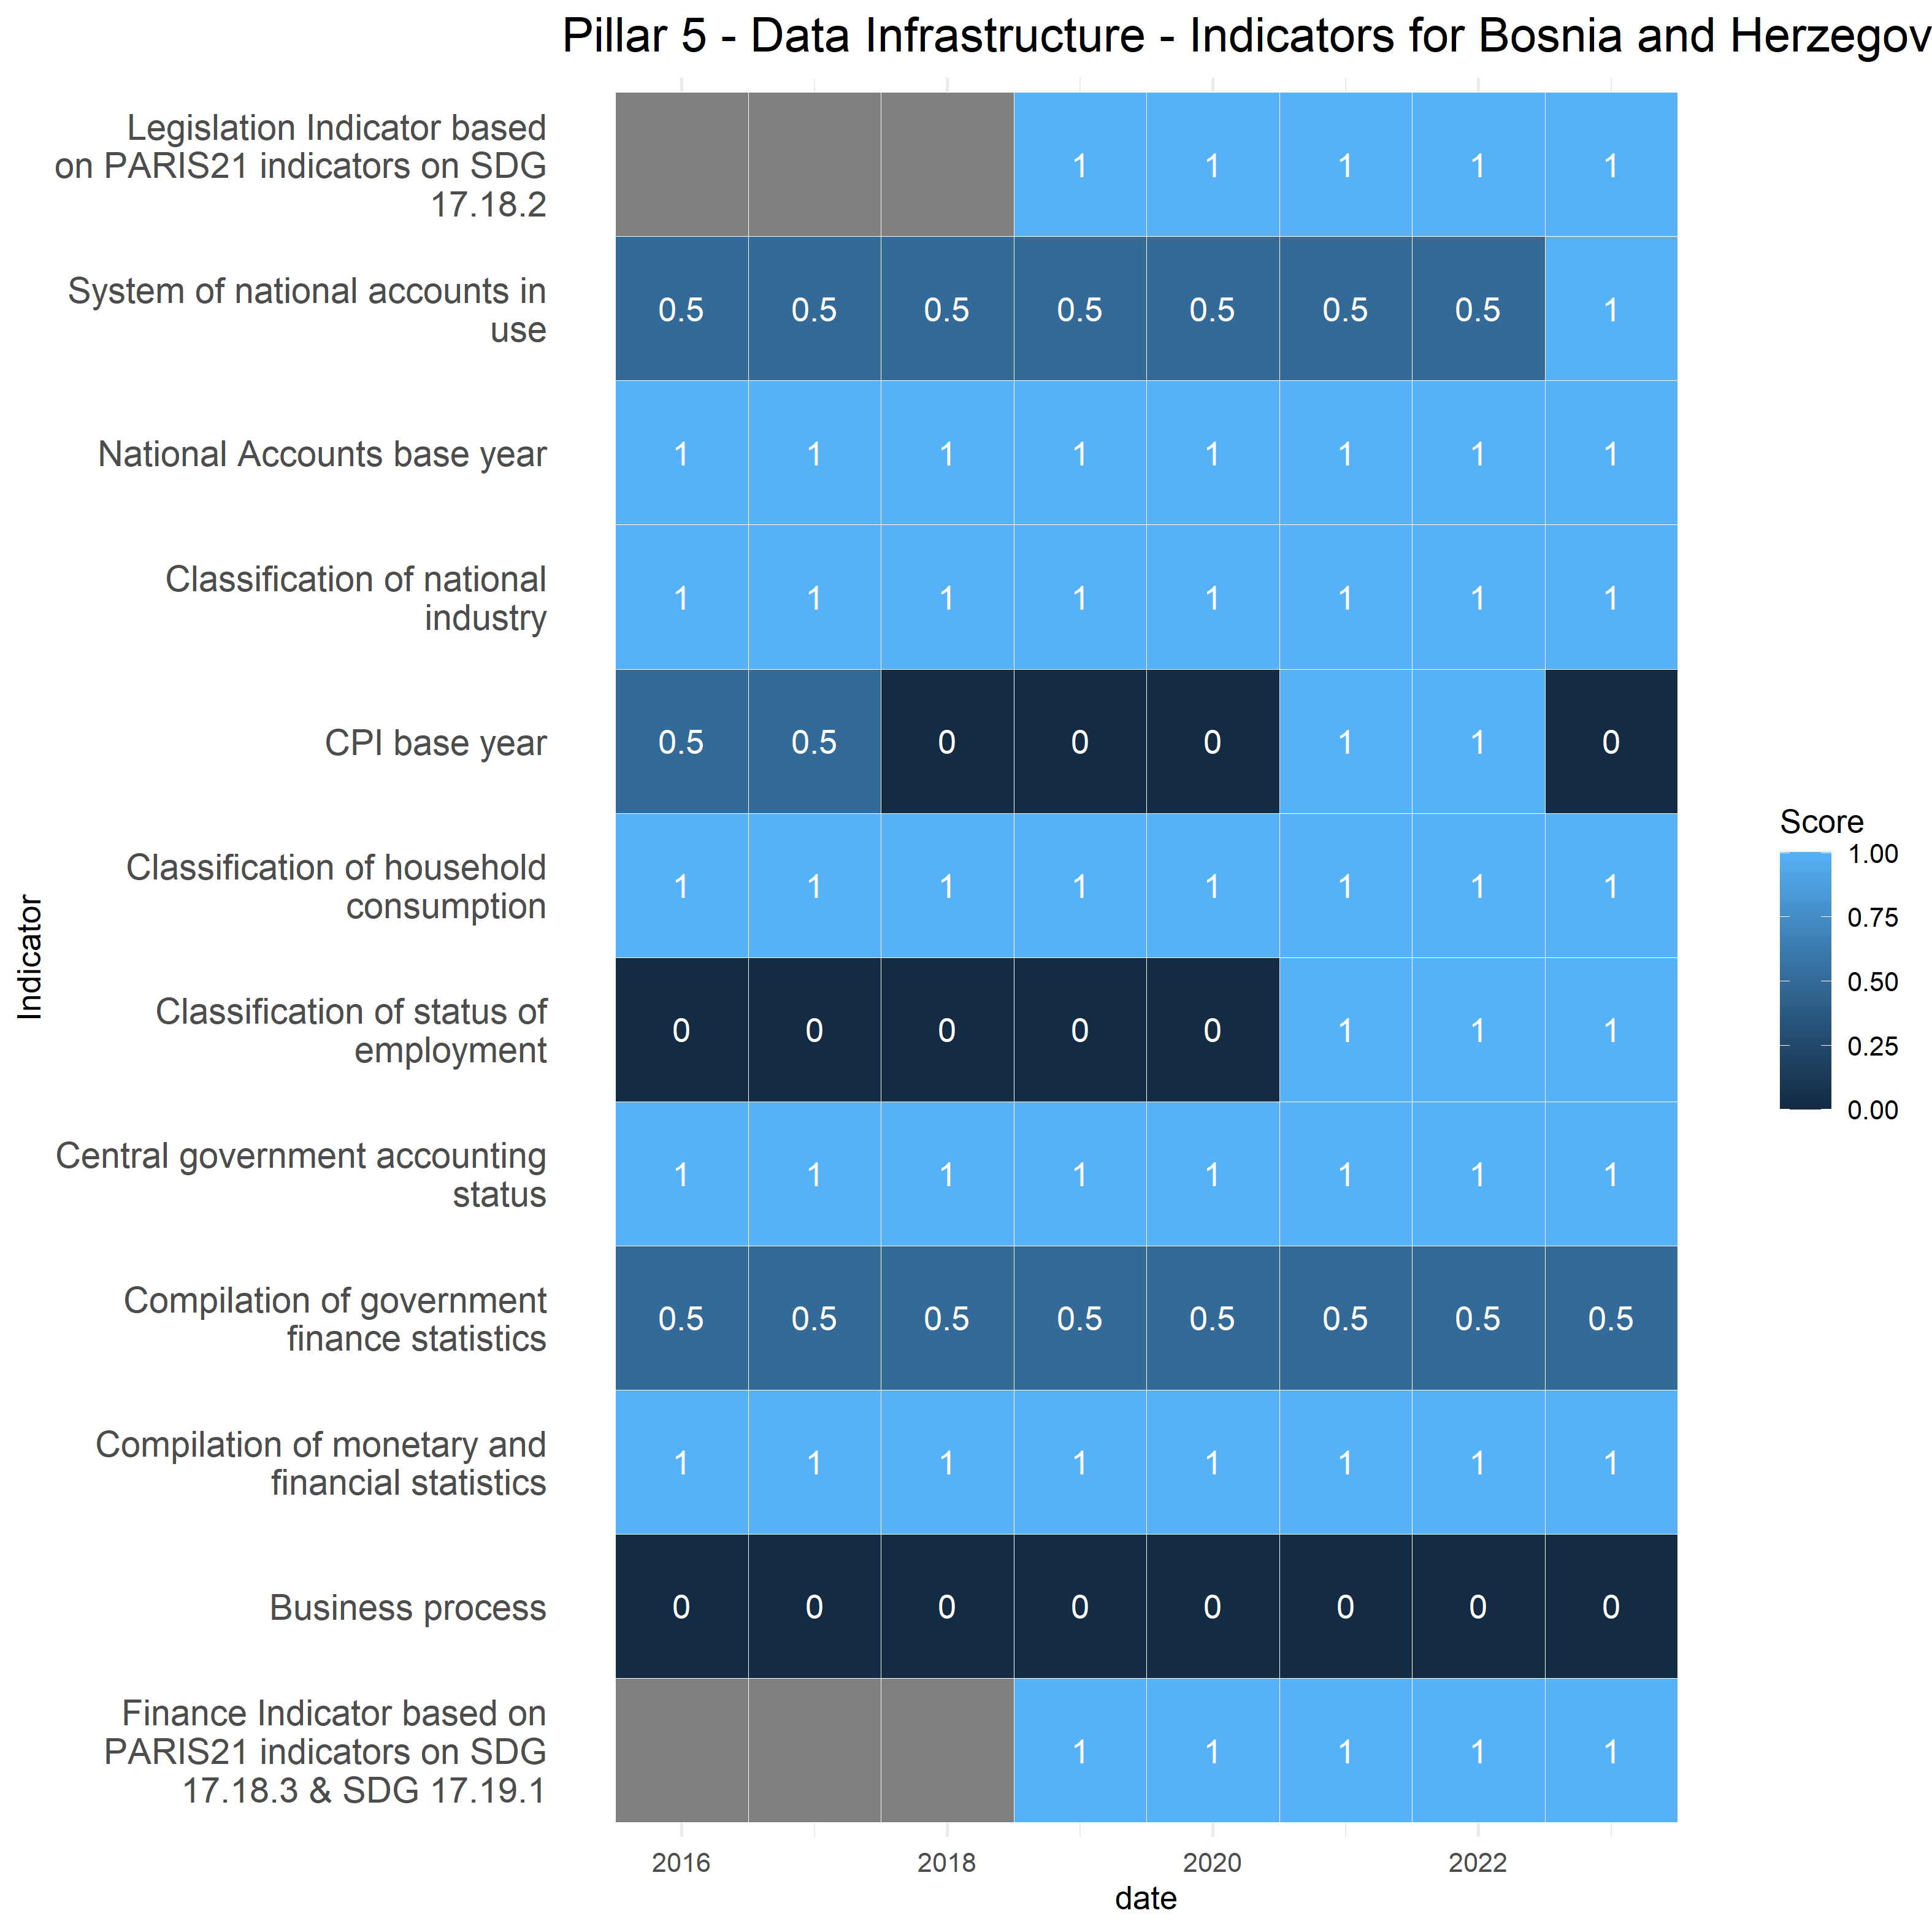 Pillar 5 - Data Infrastructure - Indicators for Bosnia and Herzegov
Legislation Indicator based
on PARIS21 indicators on SDG
17.18.2
1 1 1 1 1
System of national accounts in
use
0.5 0.5 0.5 0.5 0.5 0.5 0.5 1
National Accounts base year
1 1 1 1 1 1 1 1
Classification of national
industry
1 1 1 1 1 1 1 1
CPI base year
0.5 0.5 0 0 0 1 1 0
Classification of household
consumption
1 1 1 1 1 1 1 1
Classification of status of
employment
0 0 0 0 0 1 1 1
Central government accounting
status
1 1 1 1 1 1 1 1
Compilation of government
finance statistics
0.5 0.5 0.5 0.5 0.5 0.5 0.5 0.5
Compilation of monetary and
financial statistics
1 1 1 1 1 1 1 1
Business process
0 0 0 0 0 0 0 0
Finance Indicator based on
PARIS21 indicators on SDG
17.18.3 & SDG 17.19.1
1 1 1 1 1
2016 2018 2020 2022
date
Indicator
Score
1.00
0.75
0.50
0.25
0.00